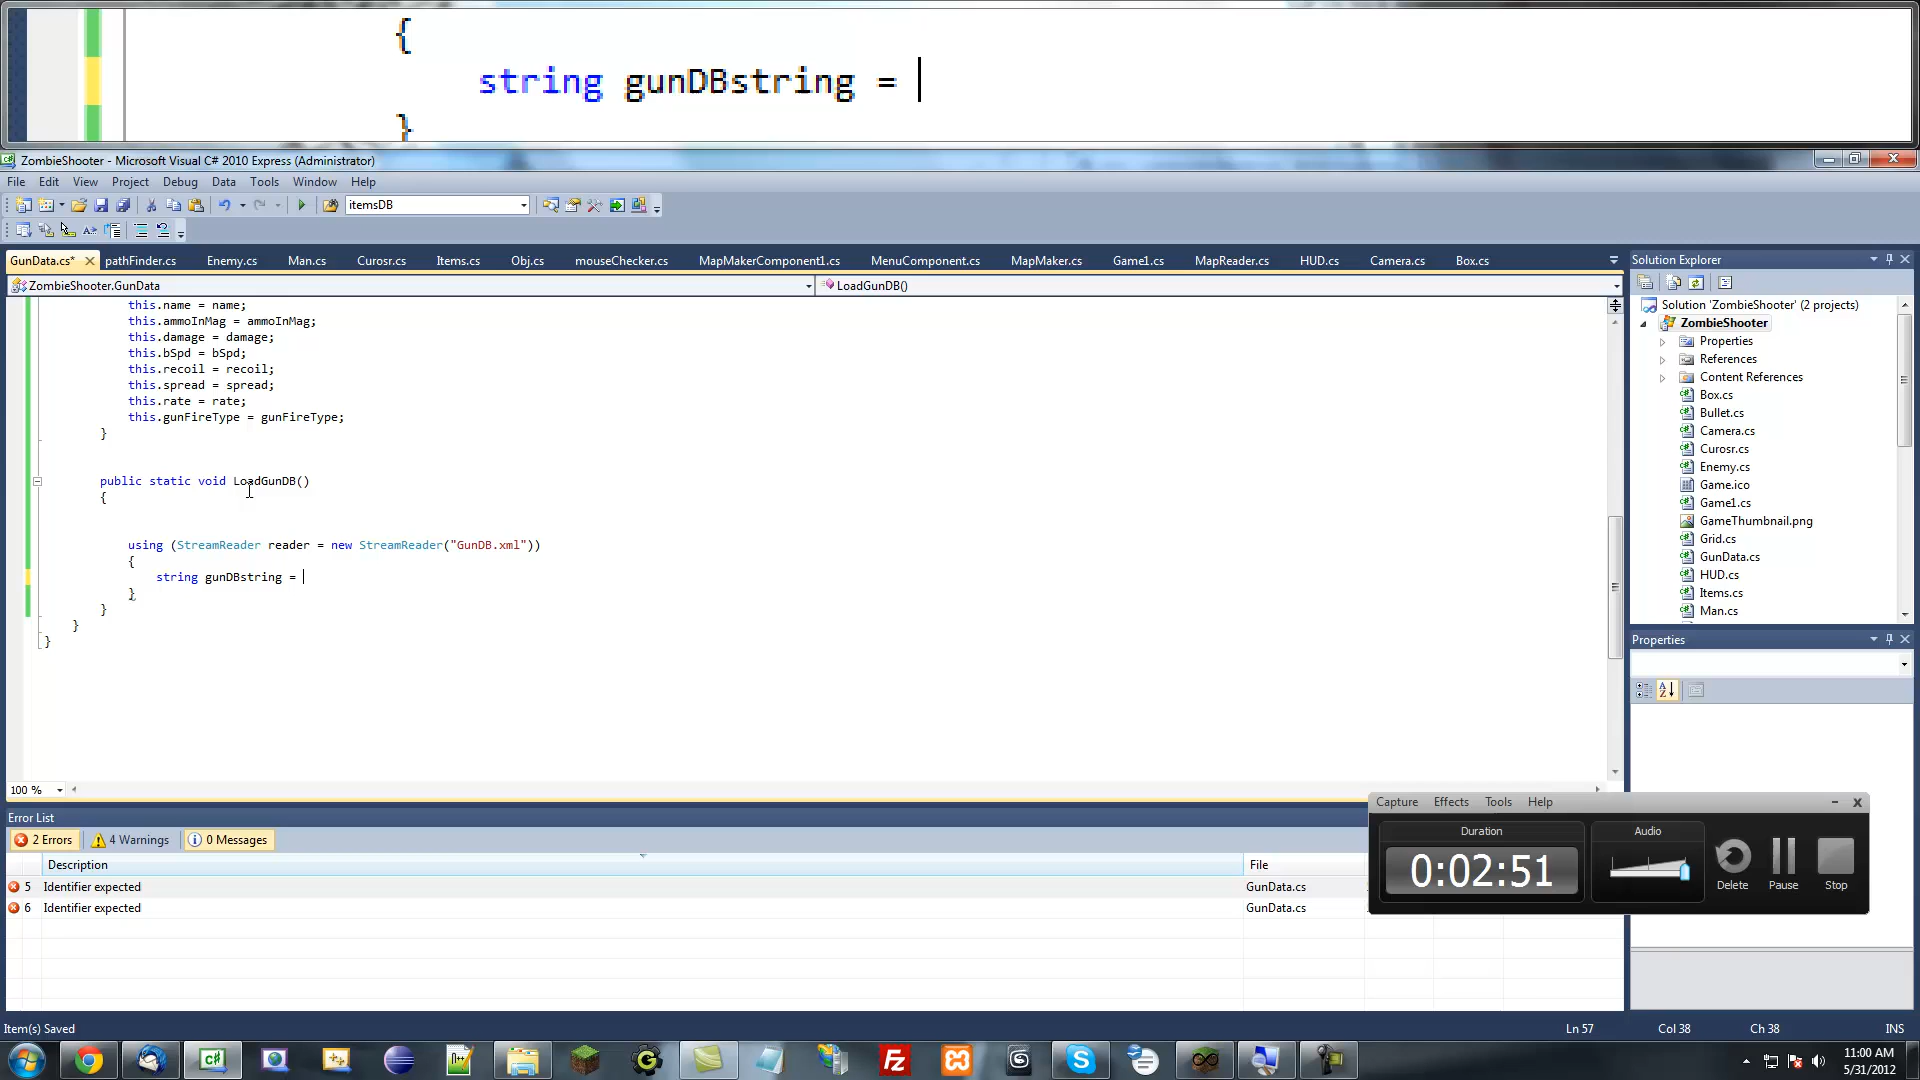 {
string gunDBstring =
}
ZombieShooter - Microsoft Visual C# 2010 Express (Administrator)
File Edit View Project Debug Data Tools Window Help
itemsDB
GunData.cs* pathFinder.cs Enemy.cs Man.cs Curosr.cs Items.cs Obj.cs mouseChecker.cs MapMakerComponent1.cs MenuComponent.cs MapMaker.cs Game1.cs MapReader.cs HUD.cs Camera.cs Box.cs
ZombieShooter.GunData LoadGunDB()
this.name = name;
this.ammoInMag = ammoInMag;
this.damage = damage;
this.bSpd = bSpd;
this.recoil = recoil;
this.spread = spread;
this.rate = rate;
this.gunFireType = gunFireType;
}
public static void LoadGunDB()
{
using (StreamReader reader = new StreamReader("GunDB.xml"))
{
string gunDBstring =
}
}
}
}
100 %
Solution Explorer
Solution 'ZombieShooter' (2 projects)
ZombieShooter
Properties
References
Content References
Box.cs
Bullet.cs
Camera.cs
Curosr.cs
Enemy.cs
Game.ico
Game1.cs
GameThumbnail.png
Grid.cs
GunData.cs
HUD.cs
Items.cs
Man.cs
Properties
Error List
2 Errors 4 Warnings 0 Messages
Description File
5 Identifier expected GunData.cs
6 Identifier expected GunData.cs
Capture Effects Tools Help
Duration Audio
0:02:51
Delete Pause Stop
Item(s) Saved Ln 57 Col 38 Ch 38 INS
11:00 AM
5/31/2012